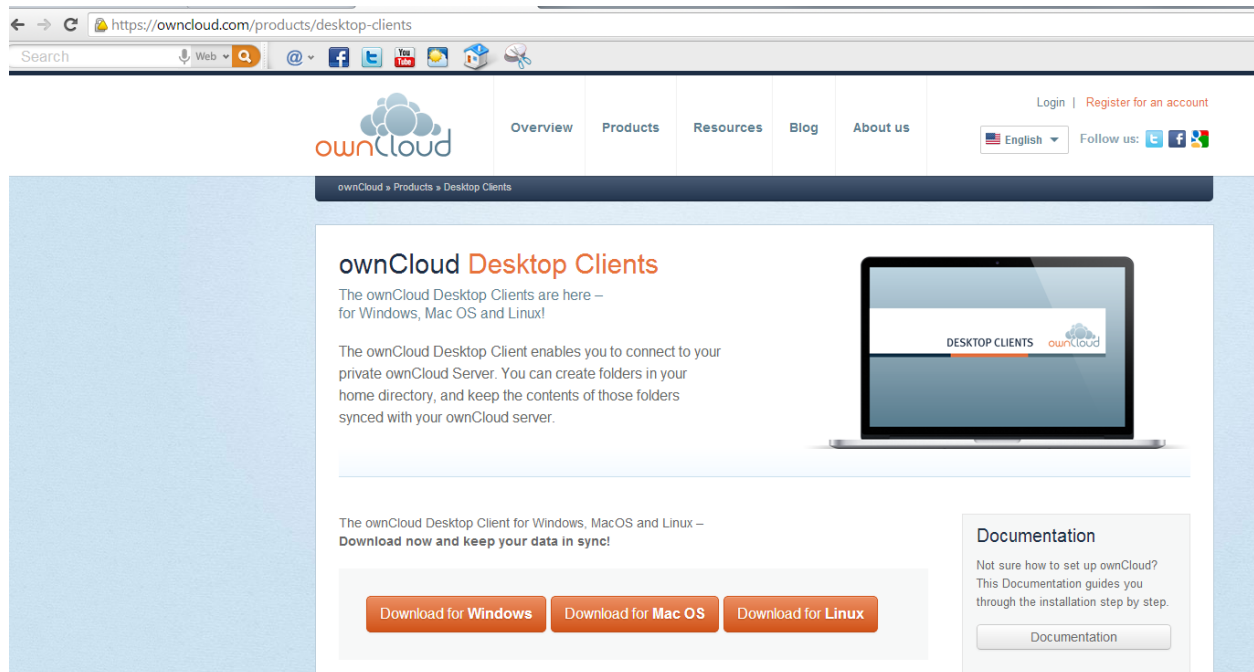 https://owncloud.com/products/desktop-clients
Search Web
You
Tube
Login | Register for an account
ownCloud
Overview Products Resources Blog About us
English Follow us:
ownCloud » Products » Desktop Clients
ownCloud Desktop Clients
The ownCloud Desktop Clients are here –
for Windows, Mac OS and Linux!
DESKTOP CLIENTS ownCloud
The ownCloud Desktop Client enables you to connect to your
private ownCloud Server. You can create folders in your
home directory, and keep the contents of those folders
synced with your ownCloud server.
The ownCloud Desktop Client for Windows, MacOS and Linux –
Download now and keep your data in sync!
Download for Windows Download for Mac OS Download for Linux
Documentation
Not sure how to set up ownCloud?
This Documentation guides you
through the installation step by step.
Documentation